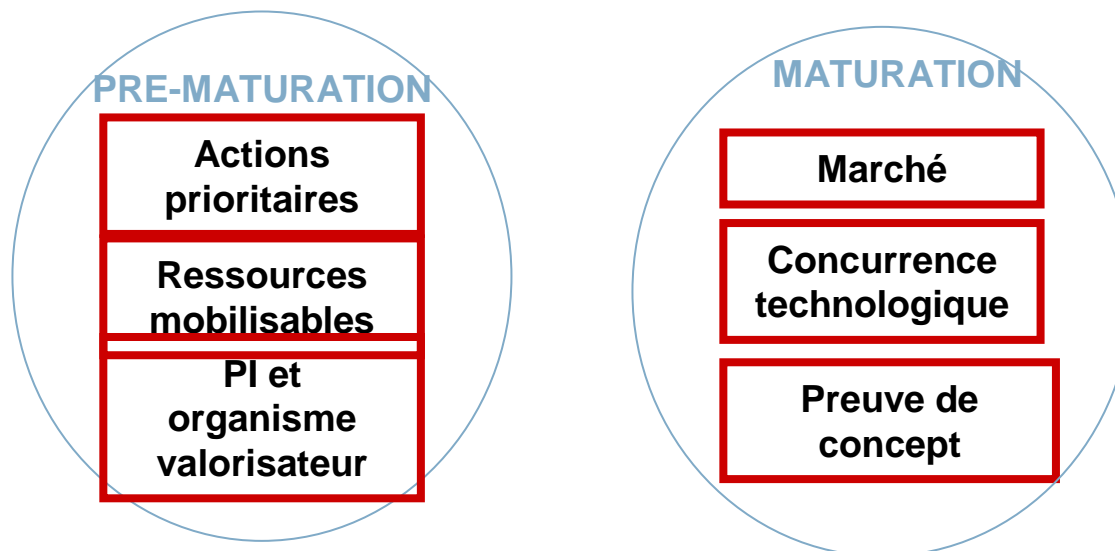 PRE-MATURATION
Actions
prioritaires
Ressources
mobilisables
PI et
organisme
valorisateur
MATURATION
Marché
Concurrence
technologique
Preuve de
concept